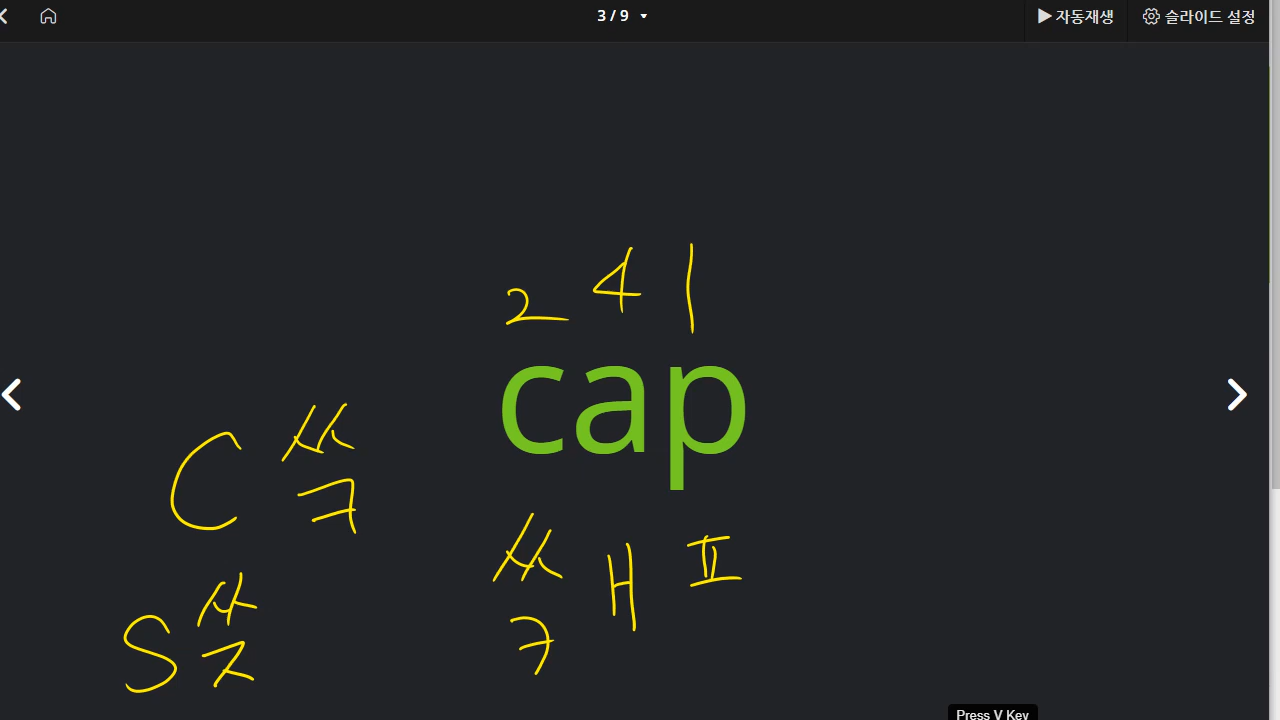 3 / 9
▶ 자동재생
슬라이드 설정
2 4 1
cap
C ㅆ
ㅋ
ㅆ ㅐ ㅍ
ㅋ
S ㅆ
ㅈ
Press V Key